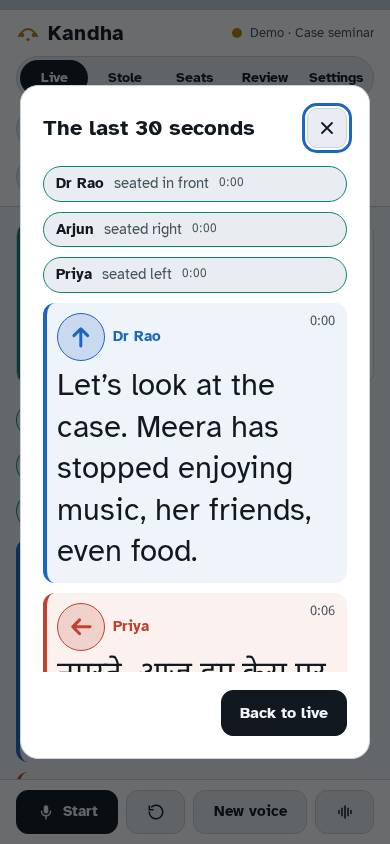 Kandha
Demo · Case seminar
Live Stole Seats Review Settings
The last 30 seconds
Dr Rao seated in front 0:00
Arjun seated right 0:00
Priya seated left 0:00
0:00
Dr Rao
Let’s look at the
case. Meera has
stopped enjoying
music, her friends,
even food.
0:06
Priya
Back to live
Start
New voice